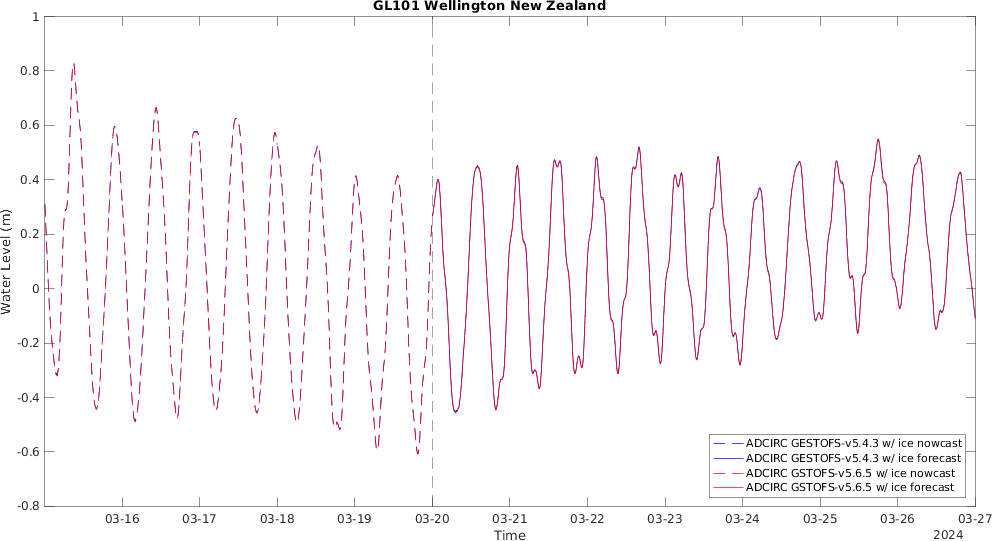 GL101 Wellington New Zealand
1
0.8
0.6
0.4
0.2
0
-0.2
-0.4
-0.6
-0.8
Water Level (m)
ADCIRC GESTOFS-v5.4.3 w/ ice nowcast
ADCIRC GESTOFS-v5.4.3 w/ ice forecast
ADCIRC GSTOFS-v5.6.5 w/ ice nowcast
ADCIRC GSTOFS-v5.6.5 w/ ice forecast
03-16 03-17 03-18 03-19 03-20 03-21 03-22 03-23 03-24 03-25 03-26 03-27
Time
2024